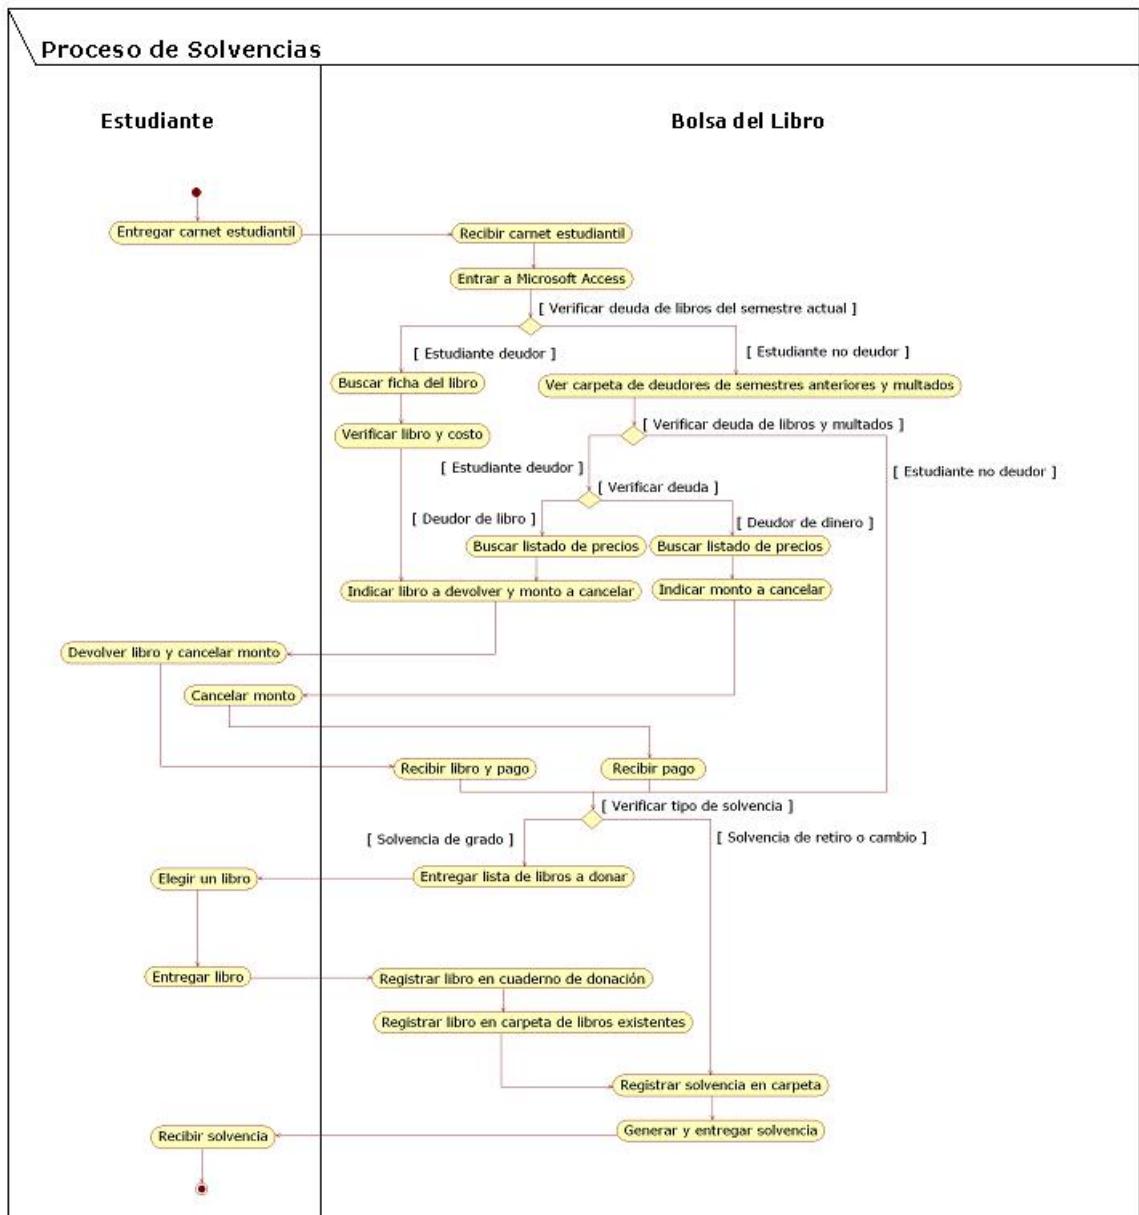 Proceso de Solvencias
Estudiante
Bolsa del Libro
Entregar carnet estudiantil
Recibir carnet estudiantil
Entrar a Microsoft Access
[ Verificar deuda de libros del semestre actual ]
[ Estudiante deudor ]
[ Estudiante no deudor ]
Buscar ficha del libro
Ver carpeta de deudores de semestres anteriores y multados
Verificar libro y costo
[ Verificar deuda de libros y multados ]
[ Estudiante deudor ]
[ Estudiante no deudor ]
[ Verificar deuda ]
[ Deudor de libro ]
[ Deudor de dinero ]
Buscar listado de precios
Buscar listado de precios
Indicar libro a devolver y monto a cancelar
Indicar monto a cancelar
Devolver libro y cancelar monto
Cancelar monto
Recibir libro y pago
Recibir pago
[ Verificar tipo de solvencia ]
[ Solvencia de grado ]
[ Solvencia de retiro o cambio ]
Elegir un libro
Entregar lista de libros a donar
Entregar libro
Registrar libro en cuaderno de donación
Registrar libro en carpeta de libros existentes
Registrar solvencia en carpeta
Generar y entregar solvencia
Recibir solvencia